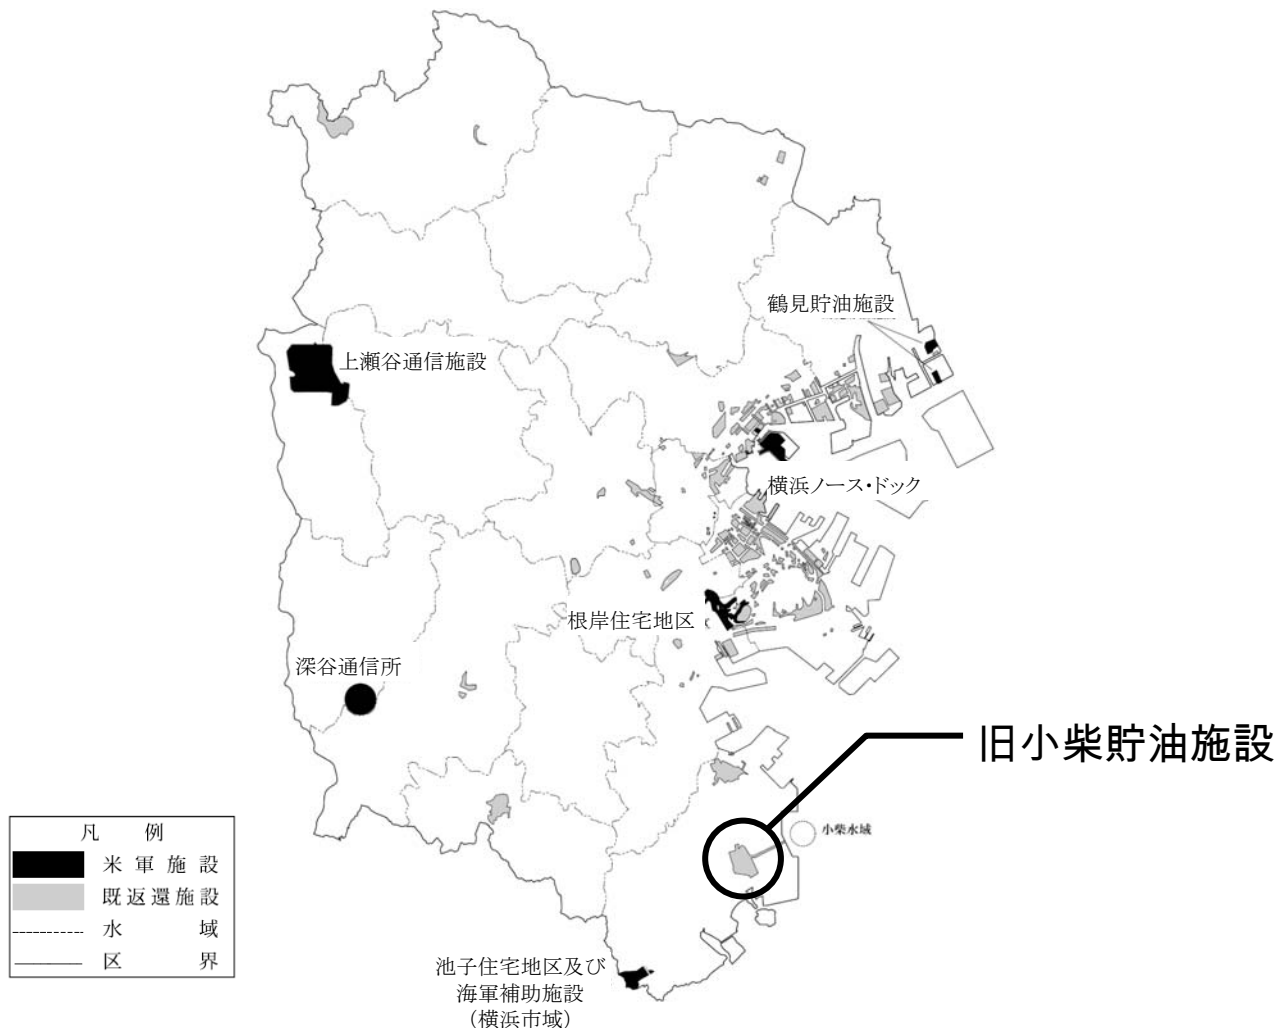 鶴見貯油施設
上瀬谷通信施設
横浜ノース・ドック
根岸住宅地区
深谷通信所
旧小柴貯油施設
小柴水域
凡 例
米軍施設
既返還施設
水域
区界
池子住宅地区及び
海軍補助施設
（横浜市域）